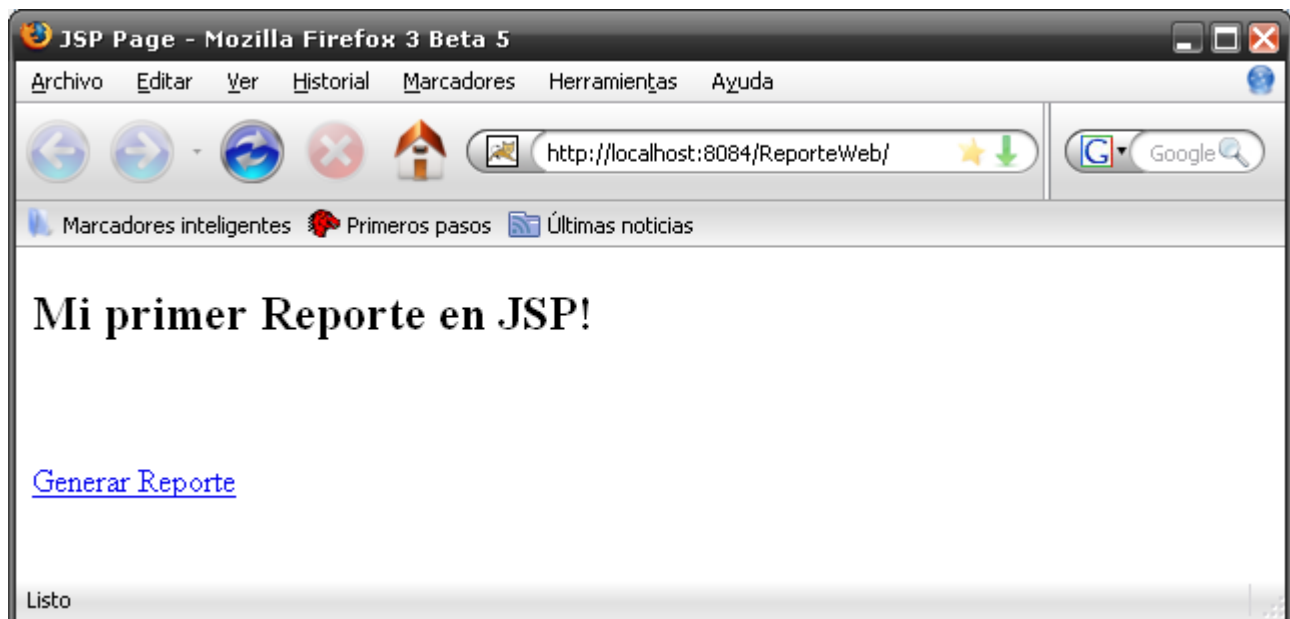 JSP Page - Mozilla Firefox 3 Beta 5
Archivo Editar Ver Historial Marcadores Herramientas Ayuda
http://localhost:8084/ReporteWeb/ G Google
Marcadores inteligentes Primeros pasos Últimas noticias
Mi primer Reporte en JSP!
Generar Reporte
Listo